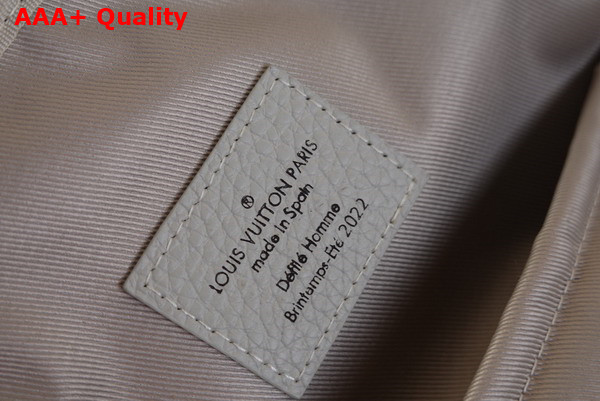 AAA+ Quality
®
LOUIS VUITTON PARIS
made in Spain
Défilé Homme
Printemps-Été 2022